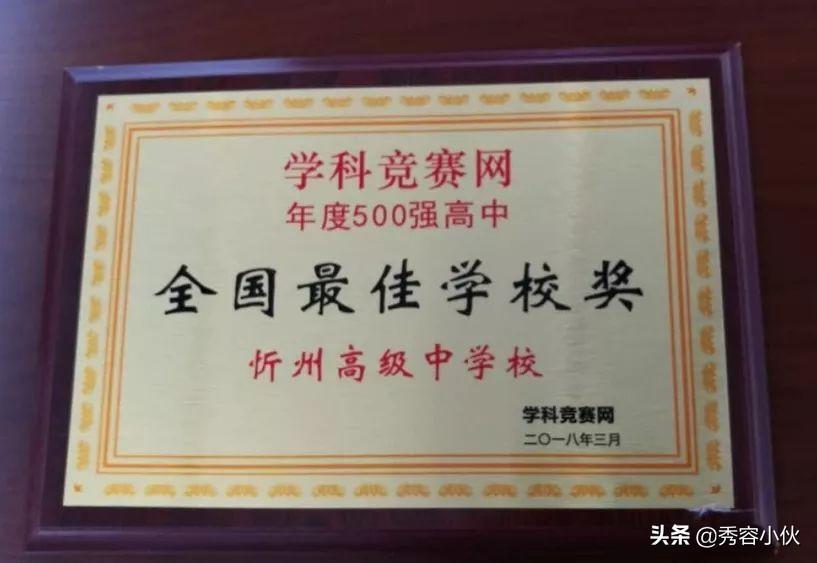 学科竞赛网
年度500强高中
全国最佳学校奖
忻州高级中学校
学科竞赛网
二〇一八年三月
头条@秀容小伙